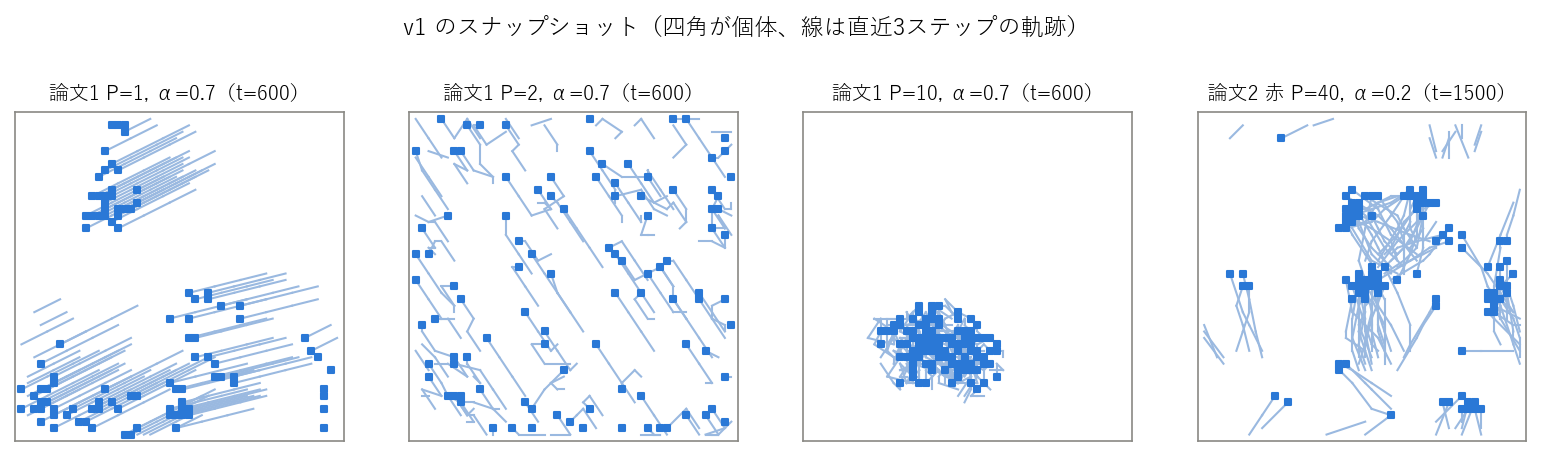 v1 のスナップショット（四角が個体、線は直近3ステップの軌跡）
論文1 P=1, α=0.7（t=600）
論文1 P=2, α=0.7（t=600）
論文1 P=10, α=0.7（t=600）
論文2 赤 P=40, α=0.2（t=1500）